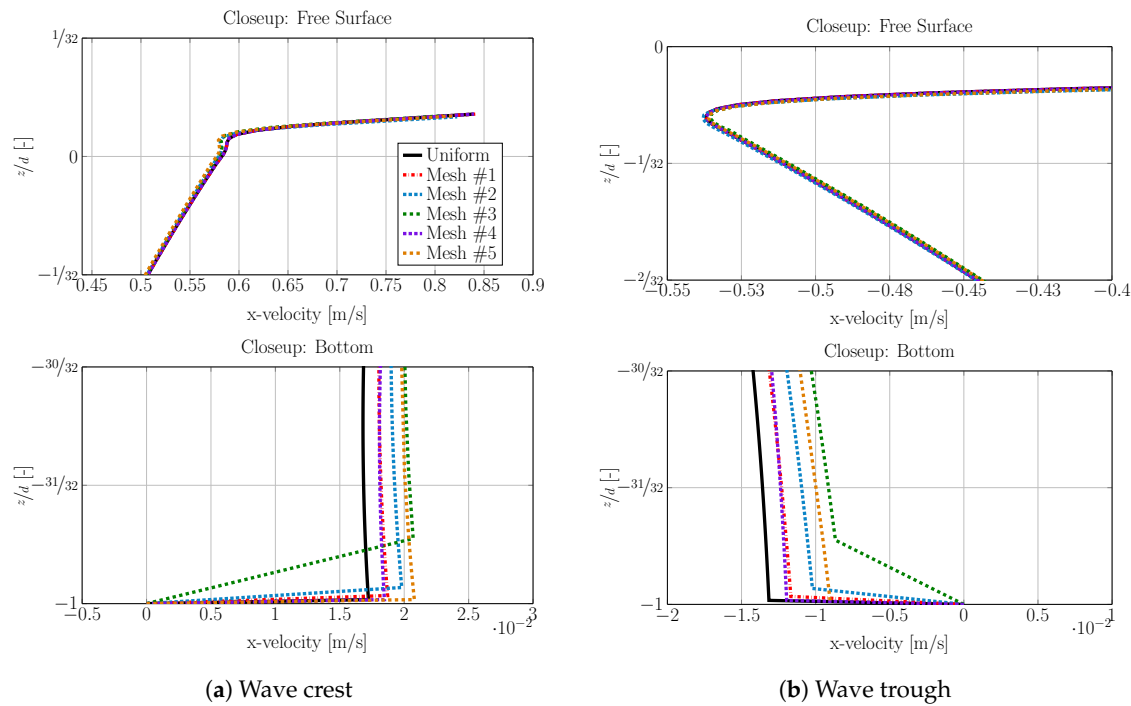 Closeup: Free Surface
1/32
0
−1/32
z/d [-]
0.45 0.5 0.55 0.6 0.65 0.7 0.75 0.8 0.85 0.9
x-velocity [m/s]
Uniform
Mesh #1
Mesh #2
Mesh #3
Mesh #4
Mesh #5
Closeup: Free Surface
0
−1/32
−2/32
z/d [-]
−0.55 −0.53 −0.5 −0.48 −0.45 −0.43 −0.4
x-velocity [m/s]
Closeup: Bottom
−30/32
−31/32
−1
z/d [-]
−0.5 0 0.5 1 1.5 2 2.5 3
·10−2
x-velocity [m/s]
Closeup: Bottom
−30/32
−31/32
−1
z/d [-]
−2 −1.5 −1 −0.5 0 0.5 1
·10−2
x-velocity [m/s]
(a) Wave crest
(b) Wave trough